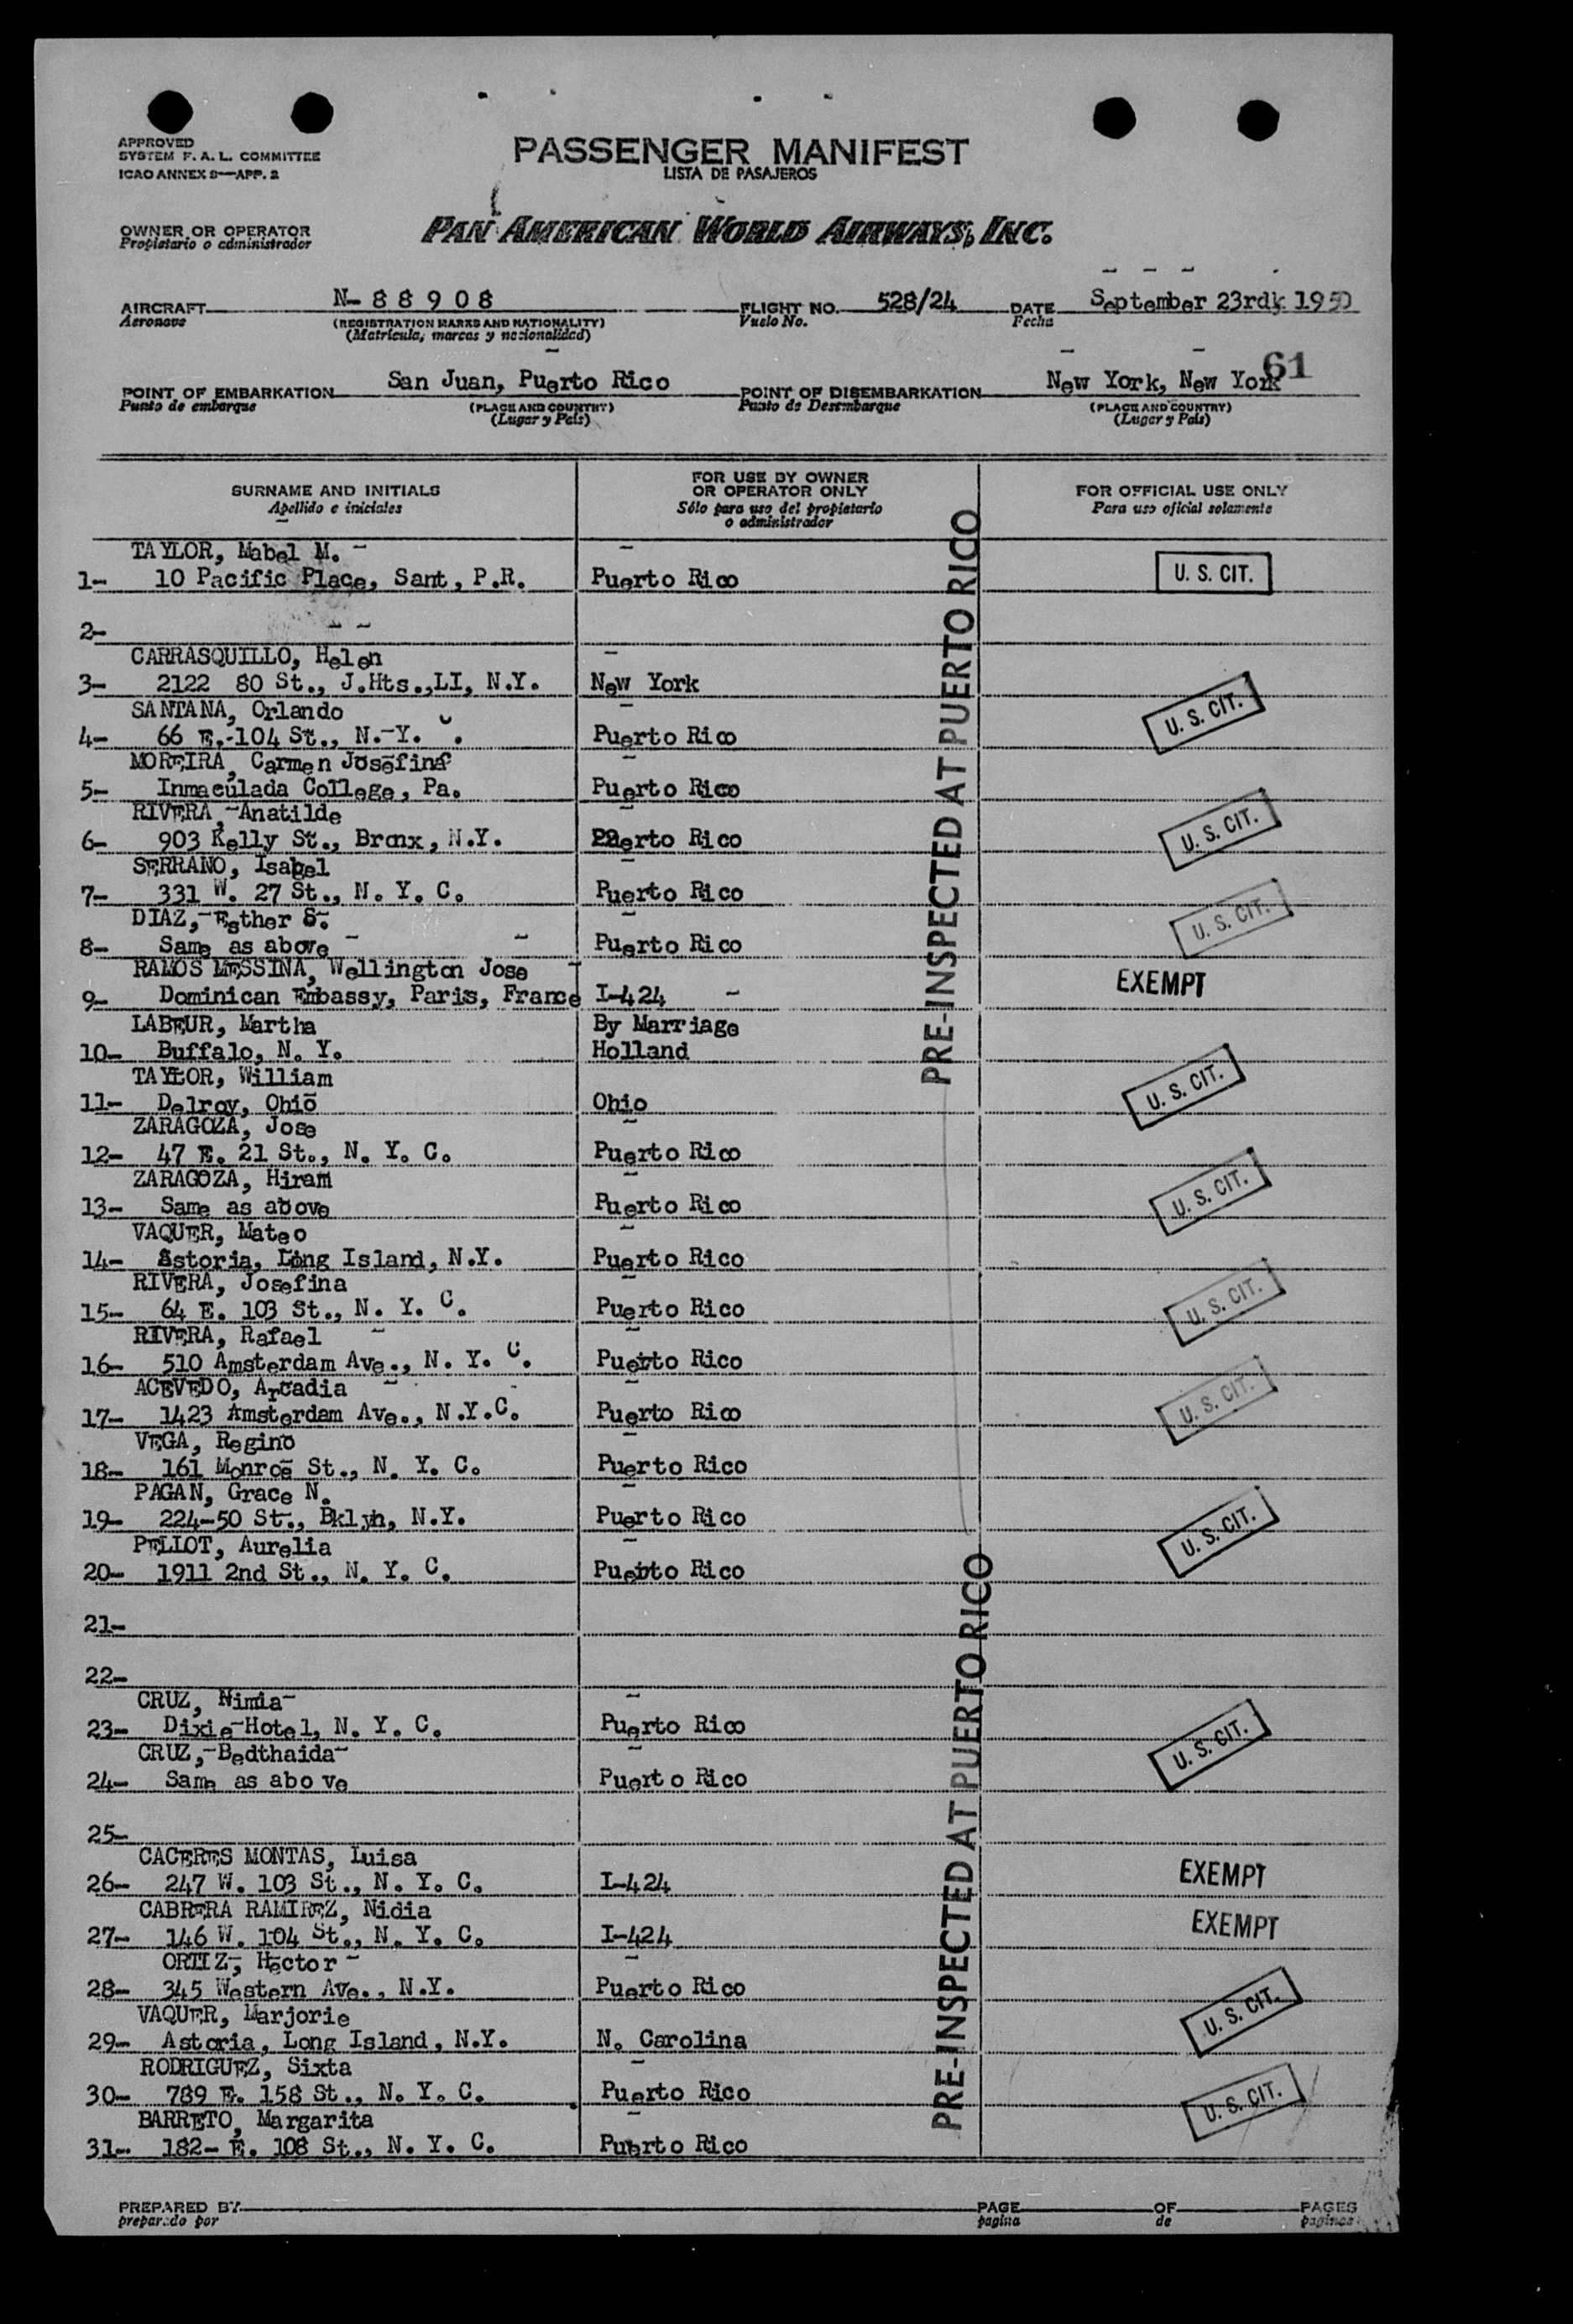 APPROVED
SYSTEM F. A. L. COMMITTEE
ICAO ANNEX 9—APP. 2
PASSENGER MANIFEST
LISTA DE PASAJEROS
OWNER OR OPERATOR
Propietario o administrador
PAN AMERICAN WORLD AIRWAYS, INC.
AIRCRAFT N- 8 8 9 0 8 FLIGHT NO. 528/24 DATE September 23rd, 1950
Aeronave (REGISTRATION MARKS AND NATIONALITY) Vuelo No. Fecha
(Matricula, marcas y nacionalidad)
61
POINT OF EMBARKATION San Juan, Puerto Rico POINT OF DISEMBARKATION New York, New York
Punto de embarque (PLACE AND COUNTRY) Punto de Desembarque (PLACE AND COUNTRY)
(Lugar y País) (Lugar y País)
SURNAME AND INITIALS FOR USE BY OWNER OR OPERATOR ONLY FOR OFFICIAL USE ONLY
Apellido e iniciales Sólo para uso del propietario o administrador Para uso oficial solamente
TAYLOR, Mabel M.
1- 10 Pacific Place, Sant, P.R. Puerto Rico U. S. CIT.
2-
CARRASQUILLO, Helen
3- 2122 80 St., J.Hts.,LI, N.Y. New York
SANTANA, Orlando U. S. CIT.
4- 66 E.-104 St., N.-Y. C. Puerto Rico
MOREIRA, Carmen Josefina
5- Inmaculada College, Pa. Puerto Rico
RIVERA, Anatilde
6- 903 Kelly St., Bronx, N.Y. Puerto Rico U. S. CIT.
SERRANO, Isabel
7- 331 W. 27 St., N. Y. C. Puerto Rico
DIAZ, Esther S. U. S. CIT.
8- Same as above Puerto Rico
RAMOS MESSINA, Wellington Jose
9- Dominican Embassy, Paris, France I-424 EXEMPT
LABEUR, Martha By Marriage
10- Buffalo, N. Y. Holland
TAYLOR, William
11- Delroy, Ohio Ohio U. S. CIT.
ZARAGOZA, Jose
12- 47 E. 21 St., N. Y. C. Puerto Rico
ZARAGOZA, Hiram
13- Same as above Puerto Rico U. S. CIT.
VAQUER, Mateo
14- Astoria, Long Island, N.Y. Puerto Rico
RIVERA, Josefina
15- 64 E. 103 St., N. Y. C. Puerto Rico U. S. CIT.
RIVERA, Rafael
16- 510 Amsterdam Ave., N. Y. C. Puerto Rico
ACEVEDO, Arcadia
17- 1423 Amsterdam Ave., N.Y.C. Puerto Rico U. S. CIT.
VEGA, Regino
18- 161 Monroe St., N. Y. C. Puerto Rico
PAGAN, Grace N.
19- 224-50 St., Bklyn, N.Y. Puerto Rico U. S. CIT.
PELLOT, Aurelia
20- 1911 2nd St., N. Y. C. Puerto Rico
21-
22-
CRUZ, Nimia
23- Dixie Hotel, N. Y. C. Puerto Rico
CRUZ, Bedthaida U. S. CIT.
24- Same as above Puerto Rico
25-
CACERES MONTAS, Luisa
26- 247 W. 103 St., N. Y. C. I-424 EXEMPT
CABRERA RAMIREZ, Nidia
27- 146 W. 104 St., N. Y. C. I-424 EXEMPT
ORTIZ, Hector
28- 345 Western Ave., N.Y. Puerto Rico
VAQUER, Marjorie U. S. CIT.
29- Astoria, Long Island, N.Y. N. Carolina
RODRIGUEZ, Sixta
30- 789 E. 158 St., N. Y. C. Puerto Rico U. S. CIT.
BARRETO, Margarita
31- 182- E. 108 St., N. Y. C. Puerto Rico
PRE-INSPECTED AT PUERTO RICO
PRE-INSPECTED AT PUERTO RICO
PREPARED BY PAGE OF PAGES
preparado por pagina de paginas